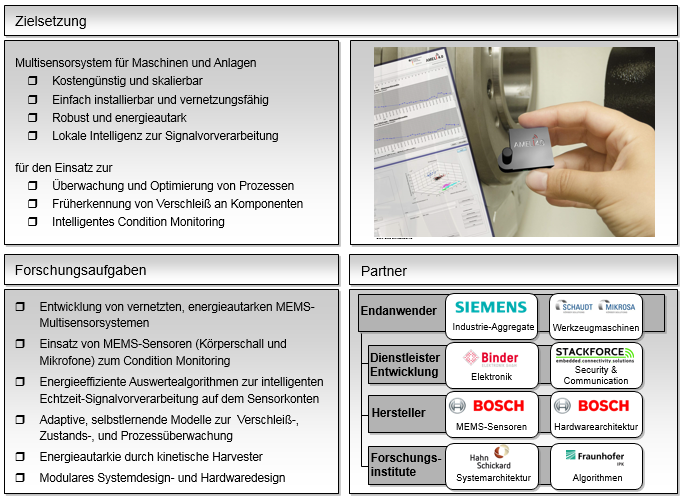 Zielsetzung
Multisensorsystem für Maschinen und Anlagen
Kostengünstig und skalierbar
Einfach installierbar und vernetzungsfähig
Robust und energieautark
Lokale Intelligenz zur Signalvorverarbeitung
für den Einsatz zur
Überwachung und Optimierung von Prozessen
Früherkennung von Verschleiß an Komponenten
Intelligentes Condition Monitoring
Forschungsaufgaben
Entwicklung von vernetzten, energieautarken MEMS-
Multisensorsystemen
Einsatz von MEMS-Sensoren (Körperschall und
Mikrofone) zum Condition Monitoring
Energieeffiziente Auswertealgorithmen zur intelligenten
Echtzeit-Signalvorverarbeitung auf dem Sensorkonten
Adaptive, selbstlernende Modelle zur Verschleiß-,
Zustands-, und Prozessüberwachung
Energieautarkie durch kinetische Harvester
Modulares Systemdesign- und Hardwaredesign
Partner
Endanwender
SIEMENS
Industrie-Aggregate
SCHAUDT MIKROSA
Werkzeugmaschinen
Dienstleister
Entwicklung
Binder
Elektronik
STACKFORCE
embedded connectivity solutions
Security &
Communication
Hersteller
BOSCH
MEMS-Sensoren
BOSCH
Hardwarearchitektur
Forschungs-
institute
Hahn
Schickard
Systemarchitektur
Fraunhofer
IPK
Algorithmen